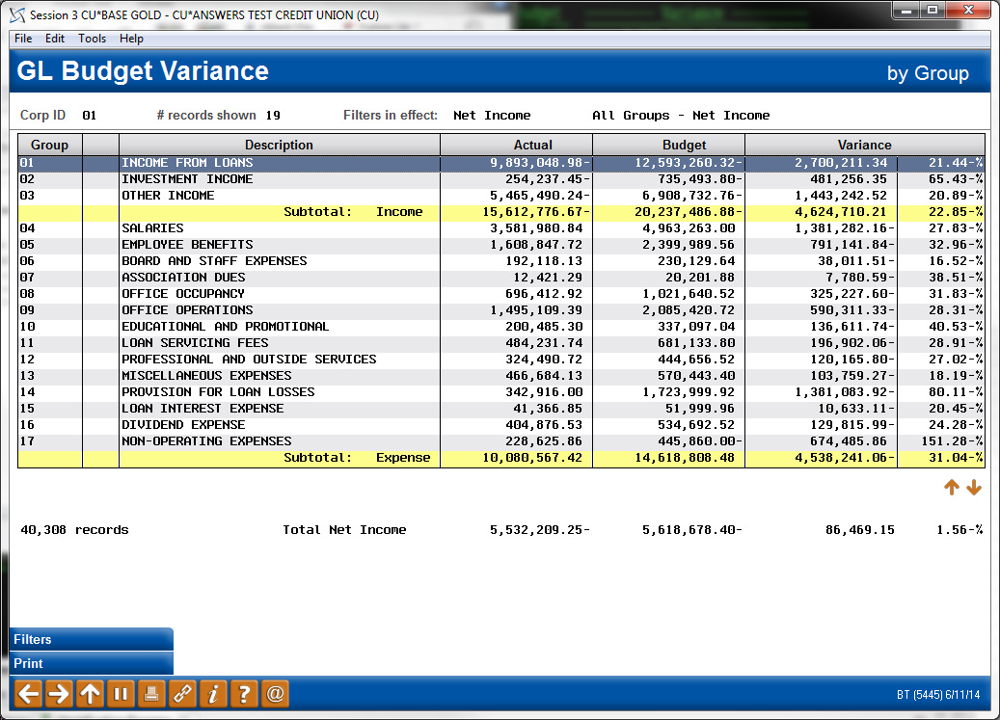 Session 3 CU*BASE GOLD - CU*ANSWERS TEST CREDIT UNION (CU)
File Edit Tools Help
GL Budget Variance by Group
Corp ID 01 # records shown 19 Filters in effect: Net Income All Groups - Net Income
Group Description Actual Budget Variance
01 INCOME FROM LOANS 9,893,048.98- 12,593,260.32- 2,700,211.34 21.44-%
02 INVESTMENT INCOME 254,237.45- 735,493.80- 481,256.35 65.43-%
03 OTHER INCOME 5,465,490.24- 6,908,732.76- 1,443,242.52 20.89-%
Subtotal: Income 15,612,776.67- 20,237,486.88- 4,624,710.21 22.85-%
04 SALARIES 3,581,980.84 4,963,263.00 1,381,282.16- 27.83-%
05 EMPLOYEE BENEFITS 1,608,847.72 2,399,989.56 791,141.84- 32.96-%
06 BOARD AND STAFF EXPENSES 192,118.13 230,129.64 38,011.51- 16.52-%
07 ASSOCIATION DUES 12,421.29 20,201.88 7,780.59- 38.51-%
08 OFFICE OCCUPANCY 696,412.92 1,021,640.52 325,227.60- 31.83-%
09 OFFICE OPERATIONS 1,495,109.39 2,085,420.72 590,311.33- 28.31-%
10 EDUCATIONAL AND PROMOTIONAL 200,485.30 337,097.04 136,611.74- 40.53-%
11 LOAN SERVICING FEES 484,231.74 681,133.80 196,902.06- 28.91-%
12 PROFESSIONAL AND OUTSIDE SERVICES 324,490.72 444,656.52 120,165.80- 27.02-%
13 MISCELLANEOUS EXPENSES 466,684.13 570,443.40 103,759.27- 18.19-%
14 PROVISION FOR LOAN LOSSES 342,916.00 1,723,999.92 1,381,083.92- 80.11-%
15 LOAN INTEREST EXPENSE 41,366.85 51,999.96 10,633.11- 20.45-%
16 DIVIDEND EXPENSE 404,876.53 534,692.52 129,815.99- 24.28-%
17 NON-OPERATING EXPENSES 228,625.86 445,860.00- 674,485.86 151.28-%
Subtotal: Expense 10,080,567.42 14,618,808.48 4,538,241.06- 31.04-%
40,308 records Total Net Income 5,532,209.25- 5,618,678.40- 86,469.15 1.56-%
Filters
Print
BT (5445) 6/11/14